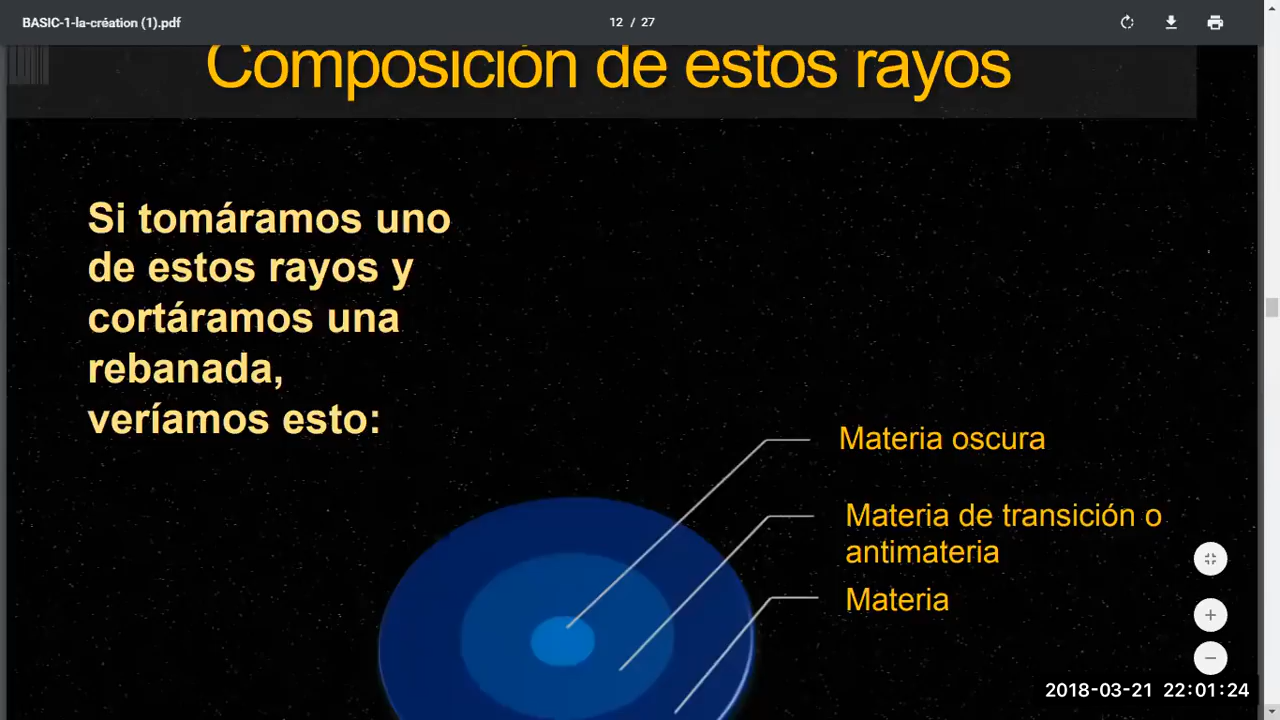 BASIC-1-la-création (1).pdf
12 / 27
Composición de estos rayos
Si tomáramos uno
de estos rayos y
cortáramos una
rebanada,
veríamos esto:
Materia oscura
Materia de transición o
antimateria
Materia
2018-03-21 22:01:24